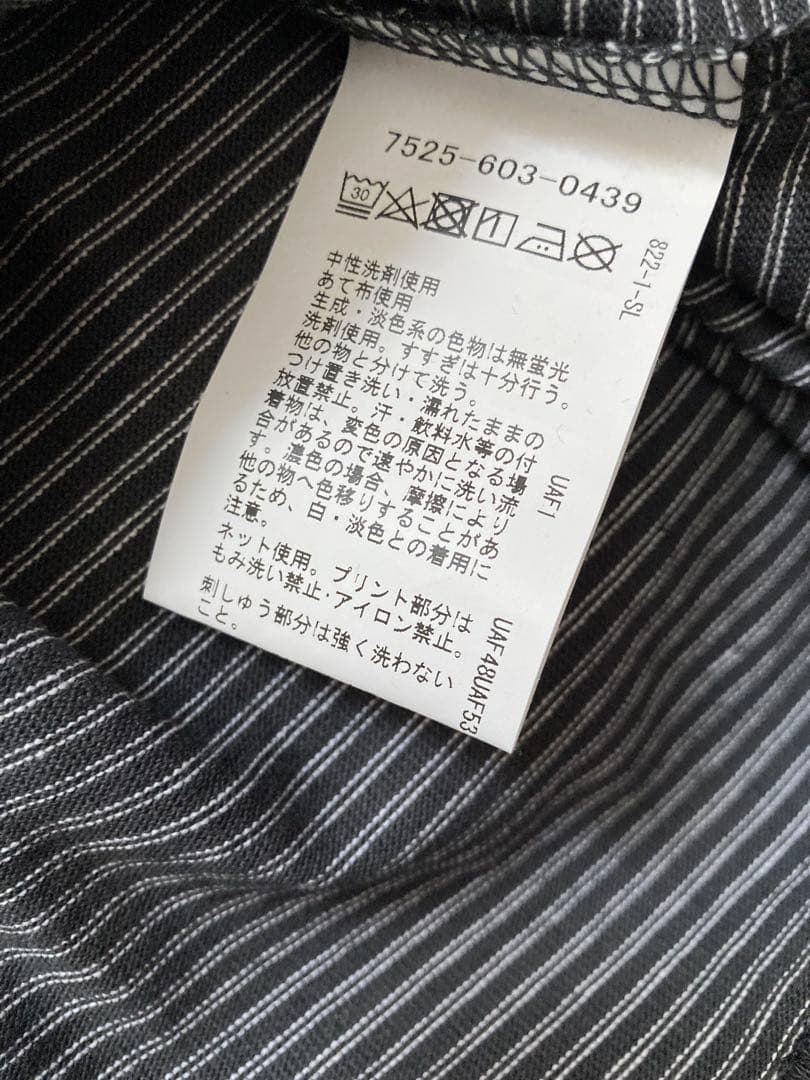 7525-603-0439
30
822-1-SL
中性洗剤使用
あて布使用
生成・淡色系の色物は無蛍光
洗剤使用。すすぎは十分行う。
他の物と分けて洗う。
つけ置き洗い・濡れたままの
放置禁止。汗・飲料水等の付
着物は、変色の原因となる場
合があるので速やかに洗い流
す。濃色の場合、摩擦により
他の物へ色移りすることがあ
るため、白・淡色との着用に
注意。
ネット使用。プリント部分は
もみ洗い禁止・アイロン禁止。
刺しゅう部分は強く洗わない
こと。
UAF1
UAF48UAF53